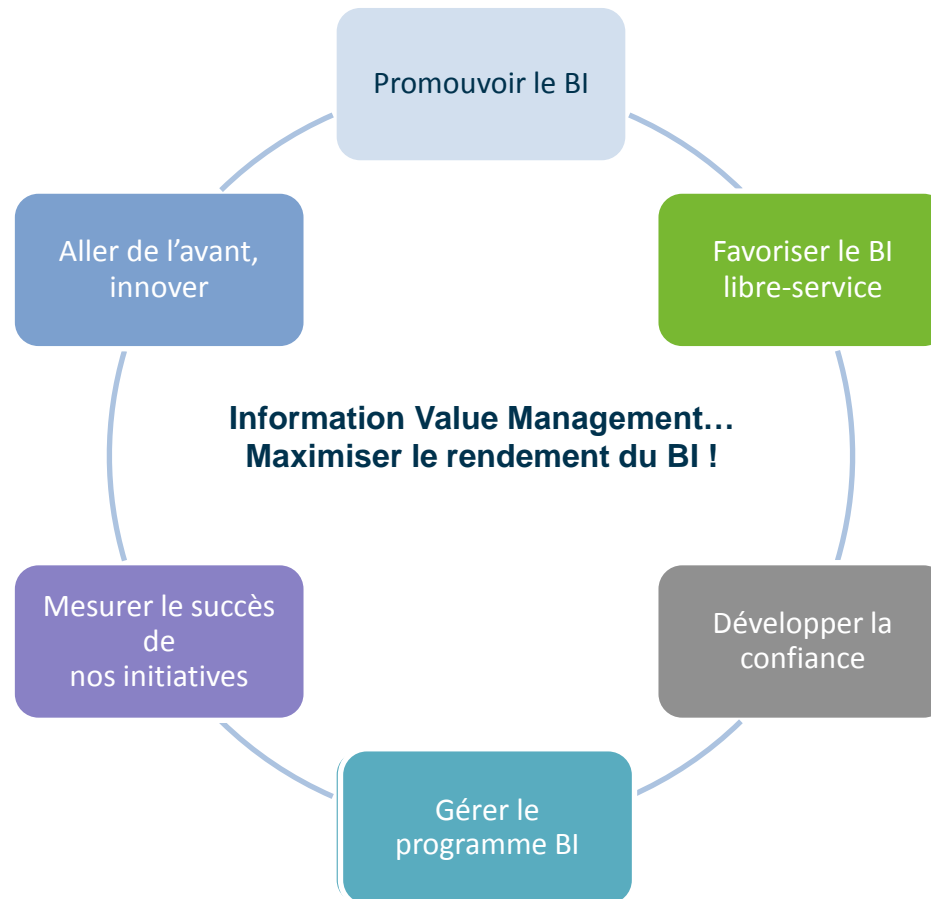 Promouvoir le BI
Aller de l’avant,
innover
Favoriser le BI
libre-service
Information Value Management…
Maximiser le rendement du BI !
Mesurer le succès
de
nos initiatives
Développer la
confiance
Gérer le
programme BI